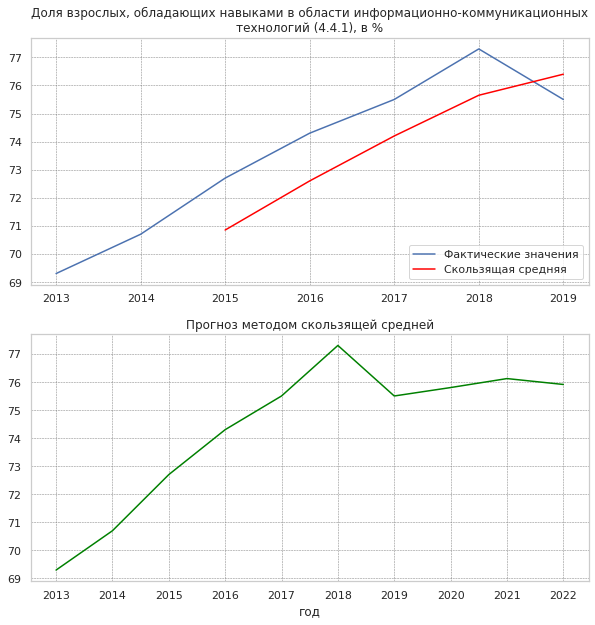 Доля взрослых, обладающих навыками в области информационно-коммуникационных
технологий (4.4.1), в %
77
76
75
74
73
72
71
70
69
Фактические значения
Скользящая средняя
2013 2014 2015 2016 2017 2018 2019
Прогноз методом скользящей средней
77
76
75
74
73
72
71
70
69
2013 2014 2015 2016 2017 2018 2019 2020 2021 2022
год